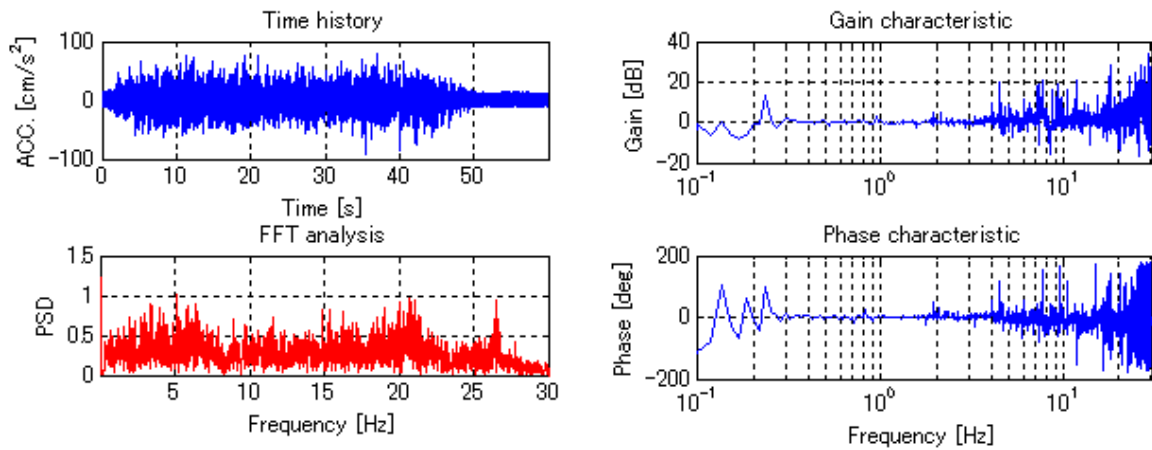 Time history
ACC. [cm/s²]
100
0
−100
0 10 20 30 40 50
Time [s]
FFT analysis
PSD
1.5
1
0.5
0
5 10 15 20 25 30
Frequency [Hz]
Gain characteristic
Gain [dB]
40
20
0
−20
10⁻¹ 10⁰ 10¹
Phase characteristic
Phase [deg]
200
0
−200
10⁻¹ 10⁰ 10¹
Frequency [Hz]